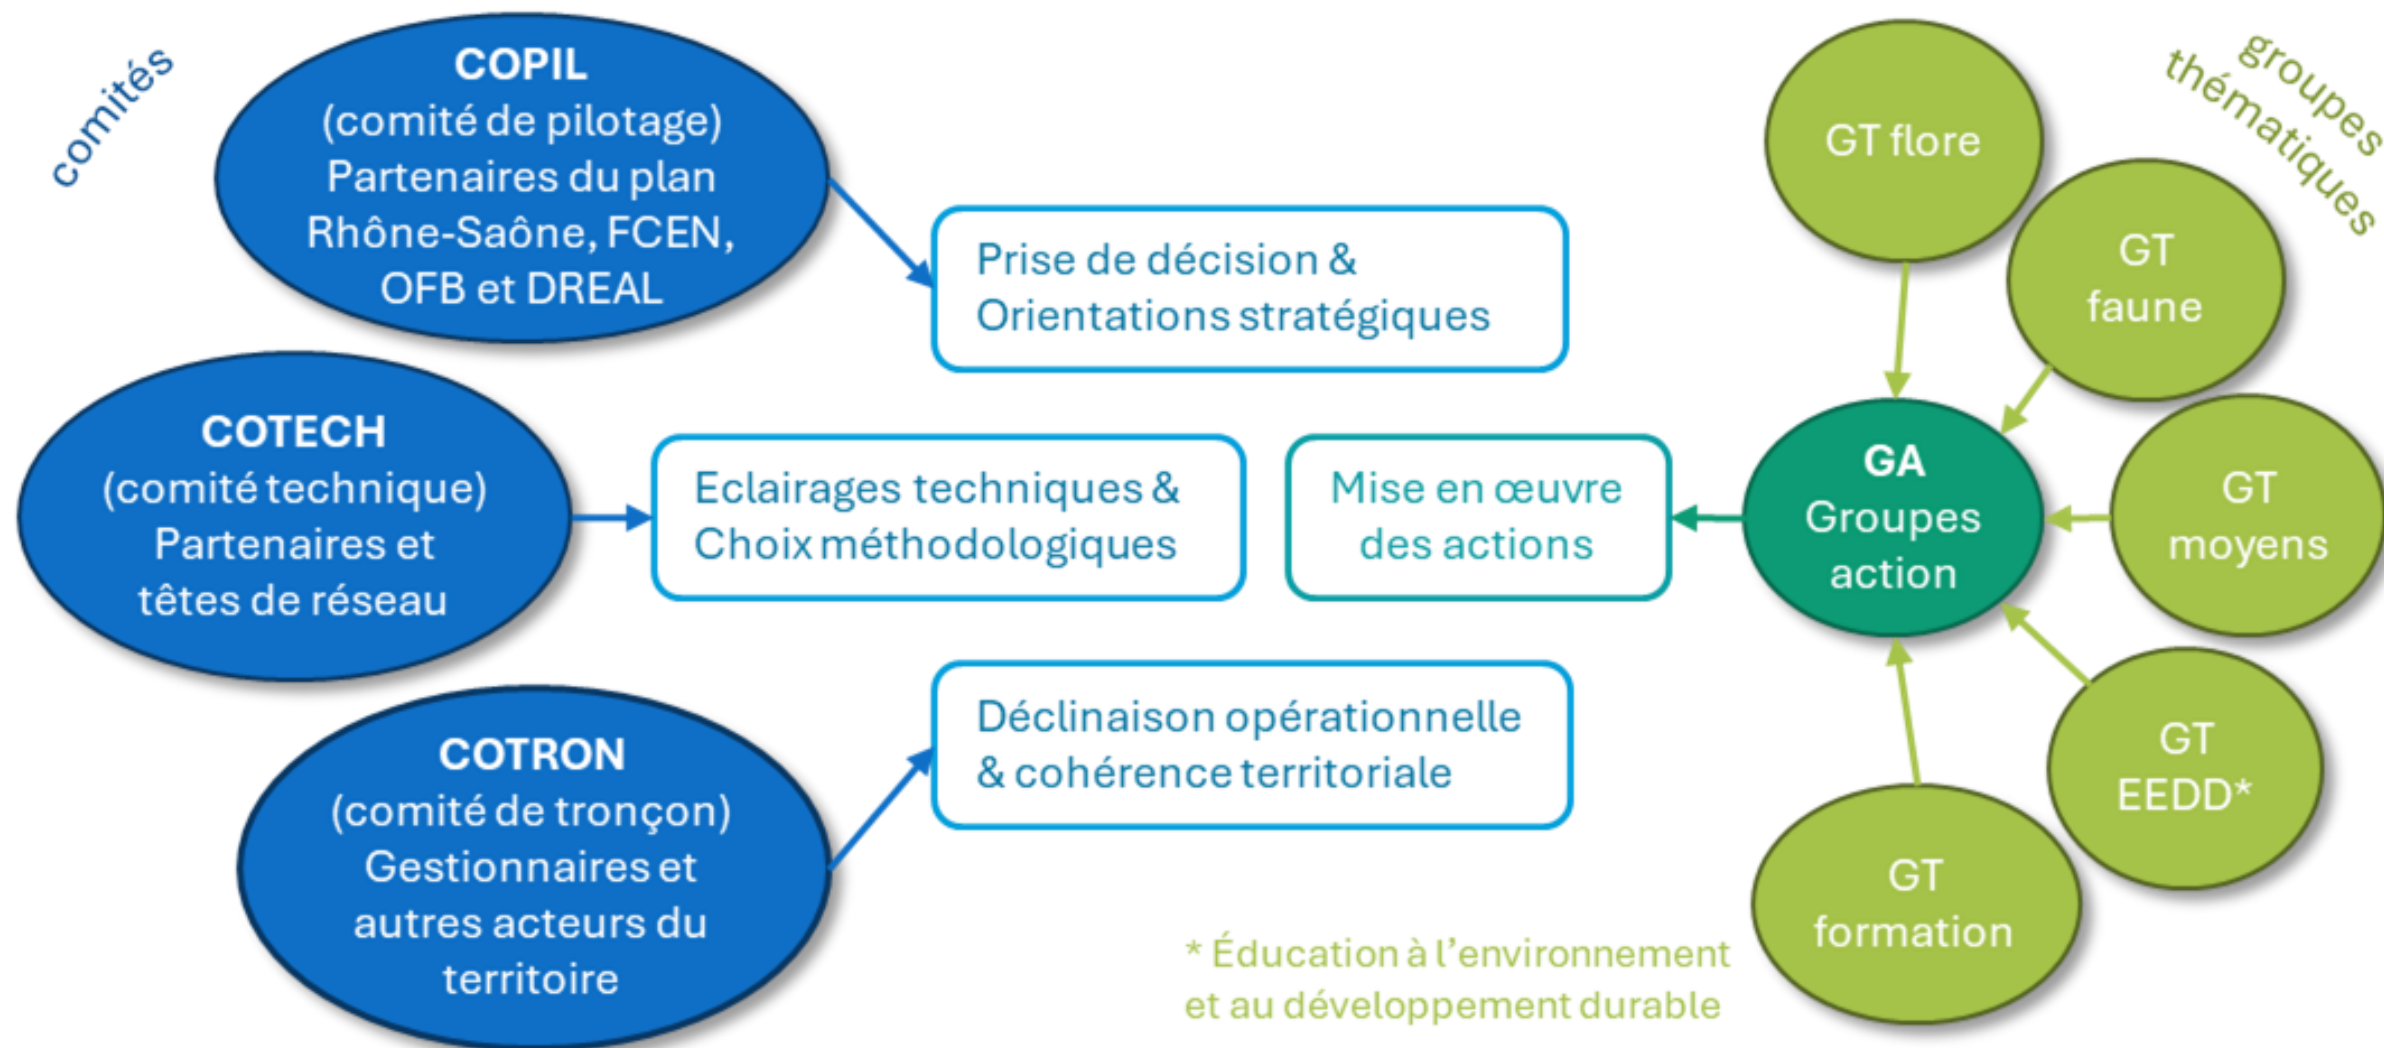 comités
COPIL
(comité de pilotage)
Partenaires du plan
Rhône-Saône, FCEN,
OFB et DREAL
Prise de décision &
Orientations stratégiques
COTECH
(comité technique)
Partenaires et
têtes de réseau
Eclairages techniques &
Choix méthodologiques
COTRON
(comité de tronçon)
Gestionnaires et
autres acteurs du
territoire
Déclinaison opérationnelle
& cohérence territoriale
Mise en œuvre
des actions
GA
Groupes
action
groupes
thématiques
GT flore
GT
faune
GT
moyens
GT
EEDD*
GT
formation
* Éducation à l’environnement
et au développement durable